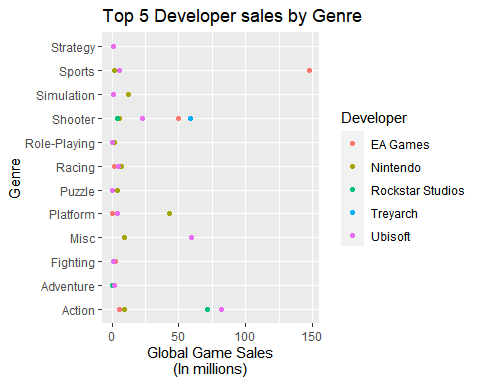 Top 5 Developer sales by Genre
Genre
Strategy
Sports
Simulation
Shooter
Role-Playing
Racing
Puzzle
Platform
Misc
Fighting
Adventure
Action
0
50
100
150
Global Game Sales
(In millions)
Developer
EA Games
Nintendo
Rockstar Studios
Treyarch
Ubisoft